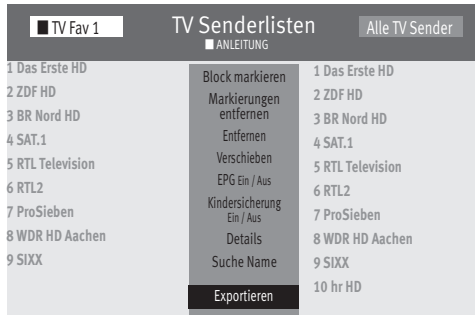 TV Fav 1
TV Senderlisten
ANLEITUNG
Alle TV Sender
1 Das Erste HD
2 ZDF HD
3 BR Nord HD
4 SAT.1
5 RTL Television
6 RTL2
7 ProSieben
8 WDR HD Aachen
9 SIXX
Block markieren
Markierungen
entfernen
Entfernen
Verschieben
EPG Ein / Aus
Kindersicherung
Ein / Aus
Details
Suche Name
Exportieren
1 Das Erste HD
2 ZDF HD
3 BR Nord HD
4 SAT.1
5 RTL Television
6 RTL2
7 ProSieben
8 WDR HD Aachen
9 SIXX
10 hr HD